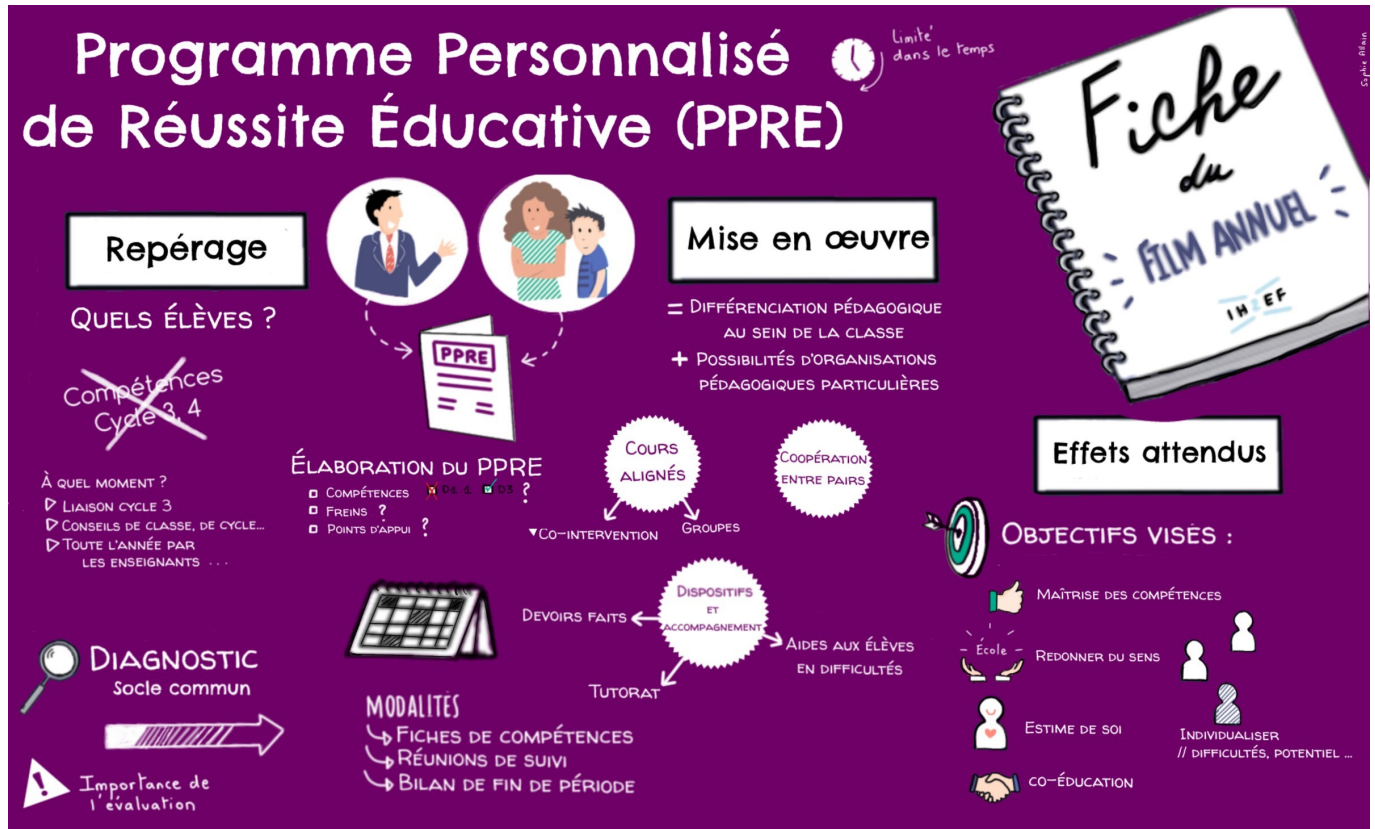 Programme Personnalisé
de Réussite Éducative (PPRE)
Limité
dans le temps
Sophie Allain
Fiche
du
FILM ANNUEL
IH2EF
Repérage
QUELS ÉLÈVES ?
Compétences
Cycle 3, 4
À QUEL MOMENT ?
LIAISON CYCLE 3
CONSEILS DE CLASSE, DE CYCLE...
TOUTE L'ANNÉE PAR
LES ENSEIGNANTS ...
DIAGNOSTIC
Socle commun
Importance de
l'évaluation
PPRE
ÉLABORATION DU PPRE
COMPÉTENCES D1.1 D3 ?
FREINS ?
POINTS D'APPUI ?
MODALITÉS
FICHES DE COMPÉTENCES
RÉUNIONS DE SUIVI
BILAN DE FIN DE PÉRIODE
Mise en œuvre
= DIFFÉRENCIATION PÉDAGOGIQUE
AU SEIN DE LA CLASSE
+ POSSIBILITÉS D'ORGANISATIONS
PÉDAGOGIQUES PARTICULIÈRES
COURS
ALIGNÉS
CO-INTERVENTION
GROUPES
COOPÉRATION
ENTRE PAIRS
DISPOSITIFS
ET
ACCOMPAGNEMENT
DEVOIRS FAITS
TUTORAT
AIDES AUX ÉLÈVES
EN DIFFICULTÉS
Effets attendus
OBJECTIFS VISÉS :
MAÎTRISE DES COMPÉTENCES
École
REDONNER DU SENS
ESTIME DE SOI
INDIVIDUALISER
// DIFFICULTÉS, POTENTIEL ...
CO-ÉDUCATION